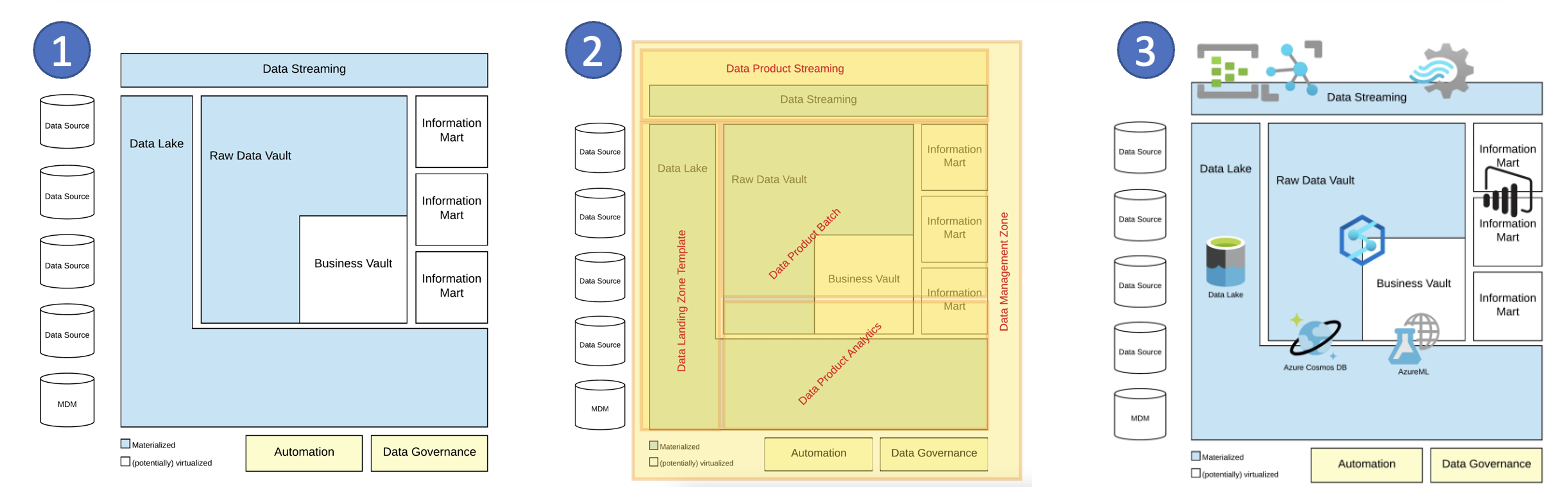 1
Data Streaming
Data Source
Data Source
Data Source
Data Source
MDM
Data Lake
Raw Data Vault
Business Vault
Information
Mart
Information
Mart
Information
Mart
Materialized
(potentially) virtualized
Automation
Data Governance
2
Data Product Streaming
Data Streaming
Data Source
Data Source
Data Source
Data Source
MDM
Data Lake
Raw Data Vault
Business Vault
Information
Mart
Information
Mart
Information
Mart
Data Landing Zone Template
Data Product Batch
Data Product Analytics
Data Management Zone
Materialized
(potentially) virtualized
Automation
Data Governance
3
Data Streaming
Data Source
Data Source
Data Source
Data Source
MDM
Data Lake
Raw Data Vault
Data Lake
Business Vault
Information
Mart
Information
Mart
Information
Mart
Azure Cosmos DB
AzureML
Materialized
(potentially) virtualized
Automation
Data Governance